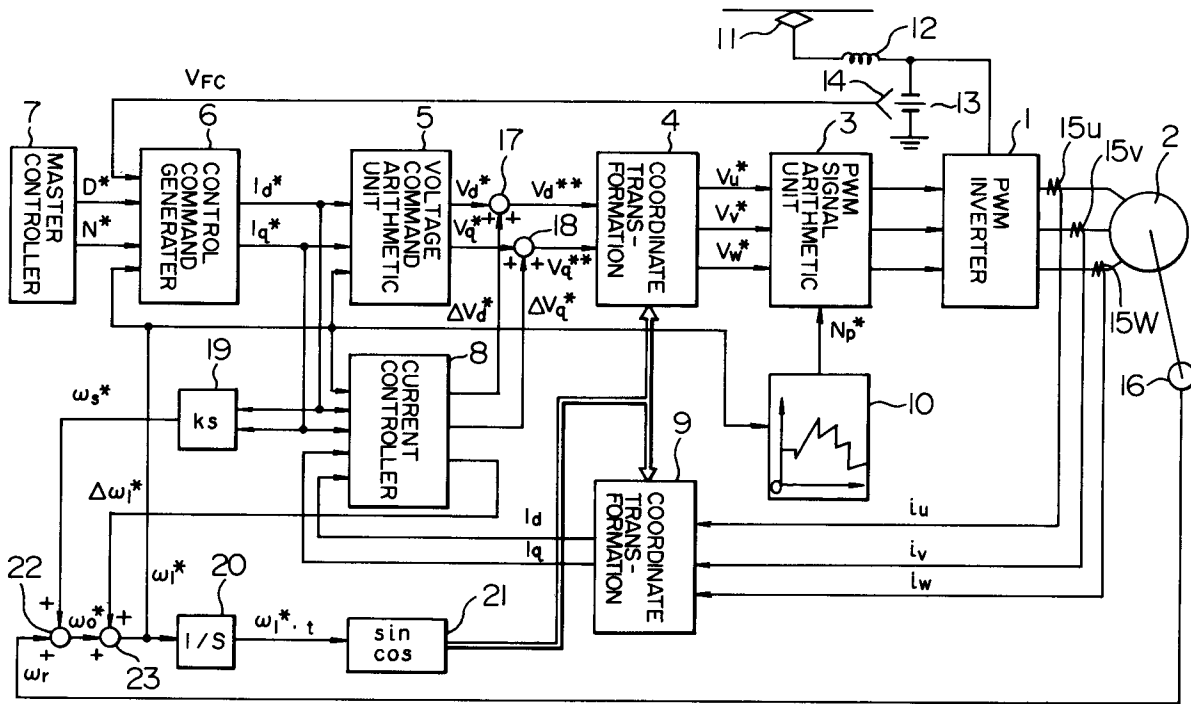 11
12
VFC
14
13
7
6
5
17
4
3
1
15u
15v
2
MASTER
CONTROLLER
D*
N*
CONTROL
COMMAND
GENERATER
Id*
Iq*
VOLTAGE
COMMAND
ARITHMETIC
UNIT
Vd*
Vq*
+
+
Vd**
18
+
+
Vq**
COORDINATE
TRANS-
FORMATION
Vu*
Vv*
Vw*
PWM
SIGNAL
ARITHMETIC
UNIT
PWM
INVERTER
15W
ΔVd*
ΔVq*
Np*
19
8
16
ωs*
ks
CURRENT
CONTROLLER
9
10
O
Δω1*
Id
Iq
COORDINATE
TRANS-
FORMATION
iu
iv
iw
22
ω1*
20
21
+
ω0*
+
1/S
ω1*·t
sin
cos
+
+
ωr
23